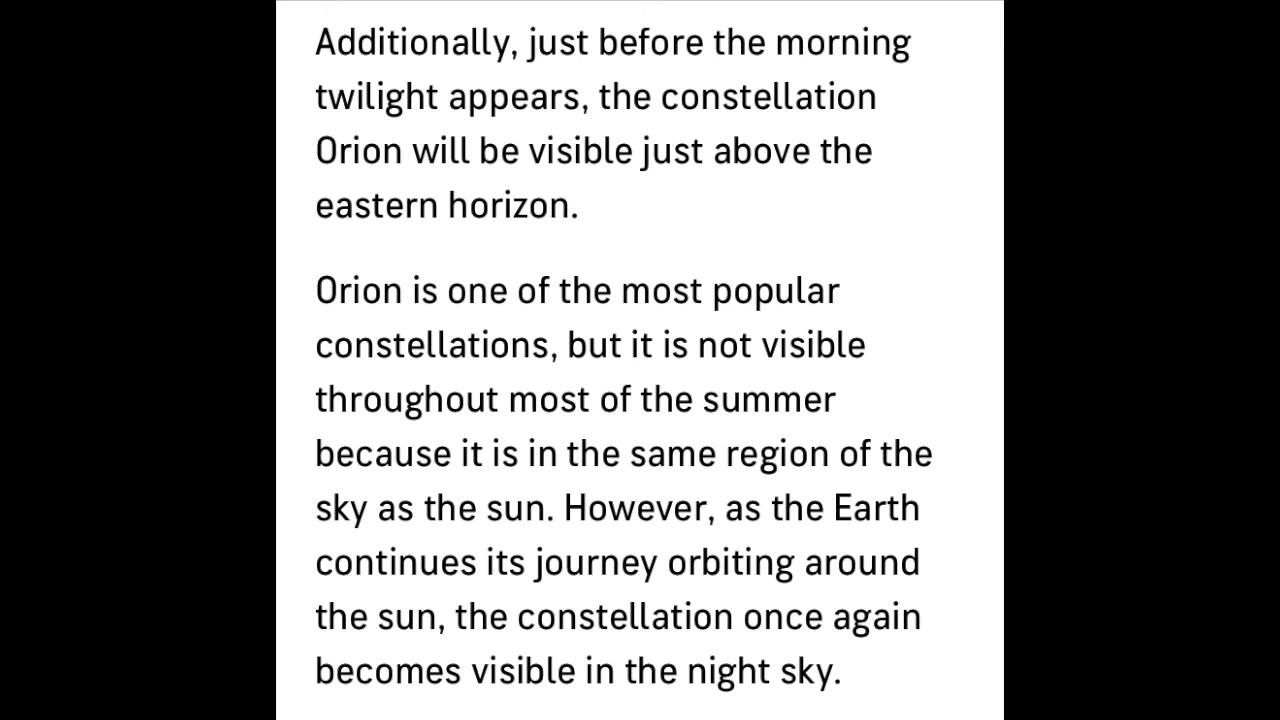 Additionally, just before the morning
twilight appears, the constellation
Orion will be visible just above the
eastern horizon.
Orion is one of the most popular
constellations, but it is not visible
throughout most of the summer
because it is in the same region of the
sky as the sun. However, as the Earth
continues its journey orbiting around
the sun, the constellation once again
becomes visible in the night sky.